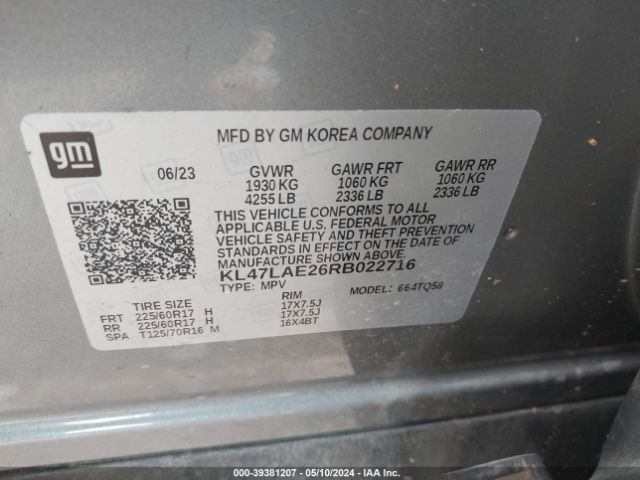 gm
MFD BY GM KOREA COMPANY
06/23 GVWR GAWR FRT GAWR RR
1930 KG 1060 KG 1060 KG
4255 LB 2336 LB 2336 LB
THIS VEHICLE CONFORMS TO ALL
APPLICABLE U.S. FEDERAL MOTOR
VEHICLE SAFETY AND THEFT PREVENTION
STANDARDS IN EFFECT ON THE DATE OF
MANUFACTURE SHOWN ABOVE.
KL47LAE26RB022716
TYPE: MPV MODEL: 664TQ58
TIRE SIZE RIM
FRT 225/60R17 H 17X7.5J
RR 225/60R17 H 17X7.5J
SPA T125/70R16 M 16X4BT
000-39381207 — 05/10/2024 — IAA Inc.